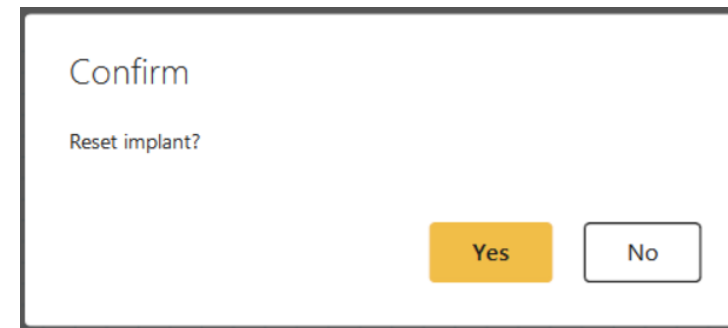 Confirm
Reset implant?
Yes No